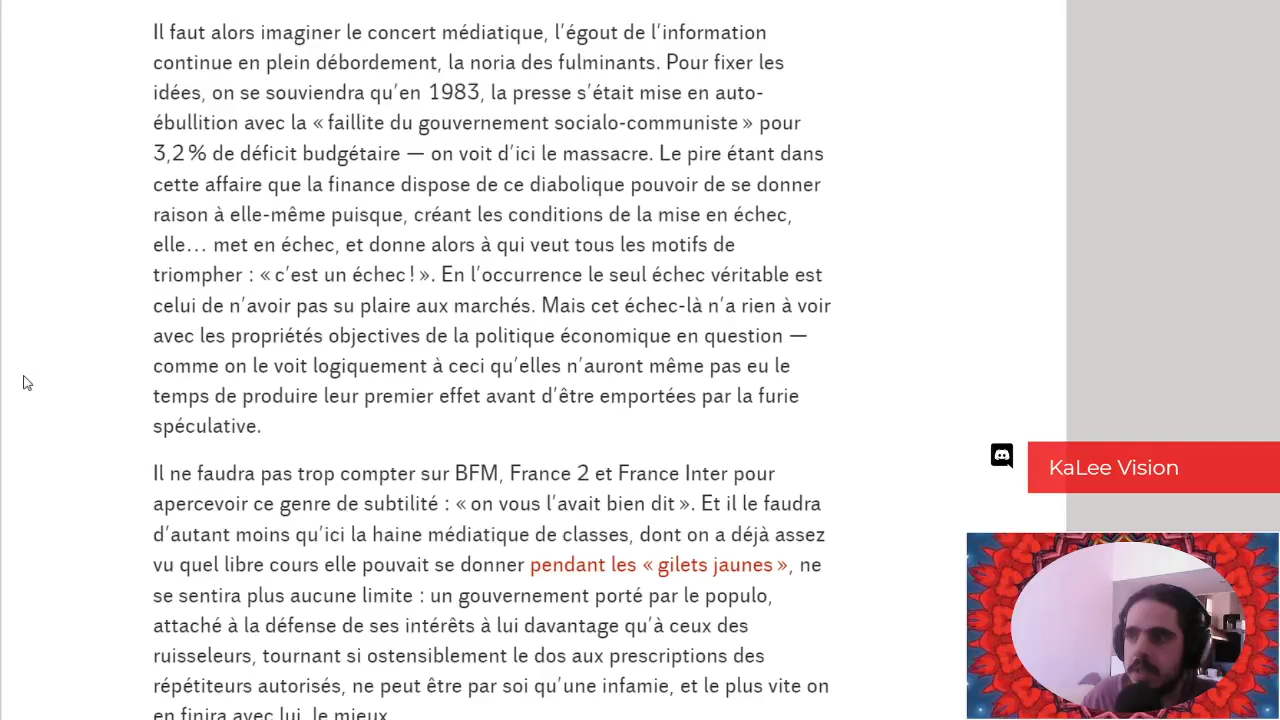 Il faut alors imaginer le concert médiatique, l’égout de l’information
continue en plein débordement, la noria des fulminants. Pour fixer les
idées, on se souviendra qu’en 1983, la presse s’était mise en auto-
ébullition avec la « faillite du gouvernement socialo-communiste » pour
3,2 % de déficit budgétaire — on voit d’ici le massacre. Le pire étant dans
cette affaire que la finance dispose de ce diabolique pouvoir de se donner
raison à elle-même puisque, créant les conditions de la mise en échec,
elle… met en échec, et donne alors à qui veut tous les motifs de
triompher : « c’est un échec ! ». En l’occurrence le seul échec véritable est
celui de n’avoir pas su plaire aux marchés. Mais cet échec-là n’a rien à voir
avec les propriétés objectives de la politique économique en question —
comme on le voit logiquement à ceci qu’elles n’auront même pas eu le
temps de produire leur premier effet avant d’être emportées par la furie
spéculative.
Il ne faudra pas trop compter sur BFM, France 2 et France Inter pour
apercevoir ce genre de subtilité : « on vous l’avait bien dit ». Et il le faudra
d’autant moins qu’ici la haine médiatique de classes, dont on a déjà assez
vu quel libre cours elle pouvait se donner pendant les « gilets jaunes », ne
se sentira plus aucune limite : un gouvernement porté par le populo,
attaché à la défense de ses intérêts à lui davantage qu’à ceux des
ruisseleurs, tournant si ostensiblement le dos aux prescriptions des
répétiteurs autorisés, ne peut être par soi qu’une infamie, et le plus vite on
en finira avec lui, le mieux.
KaLee Vision